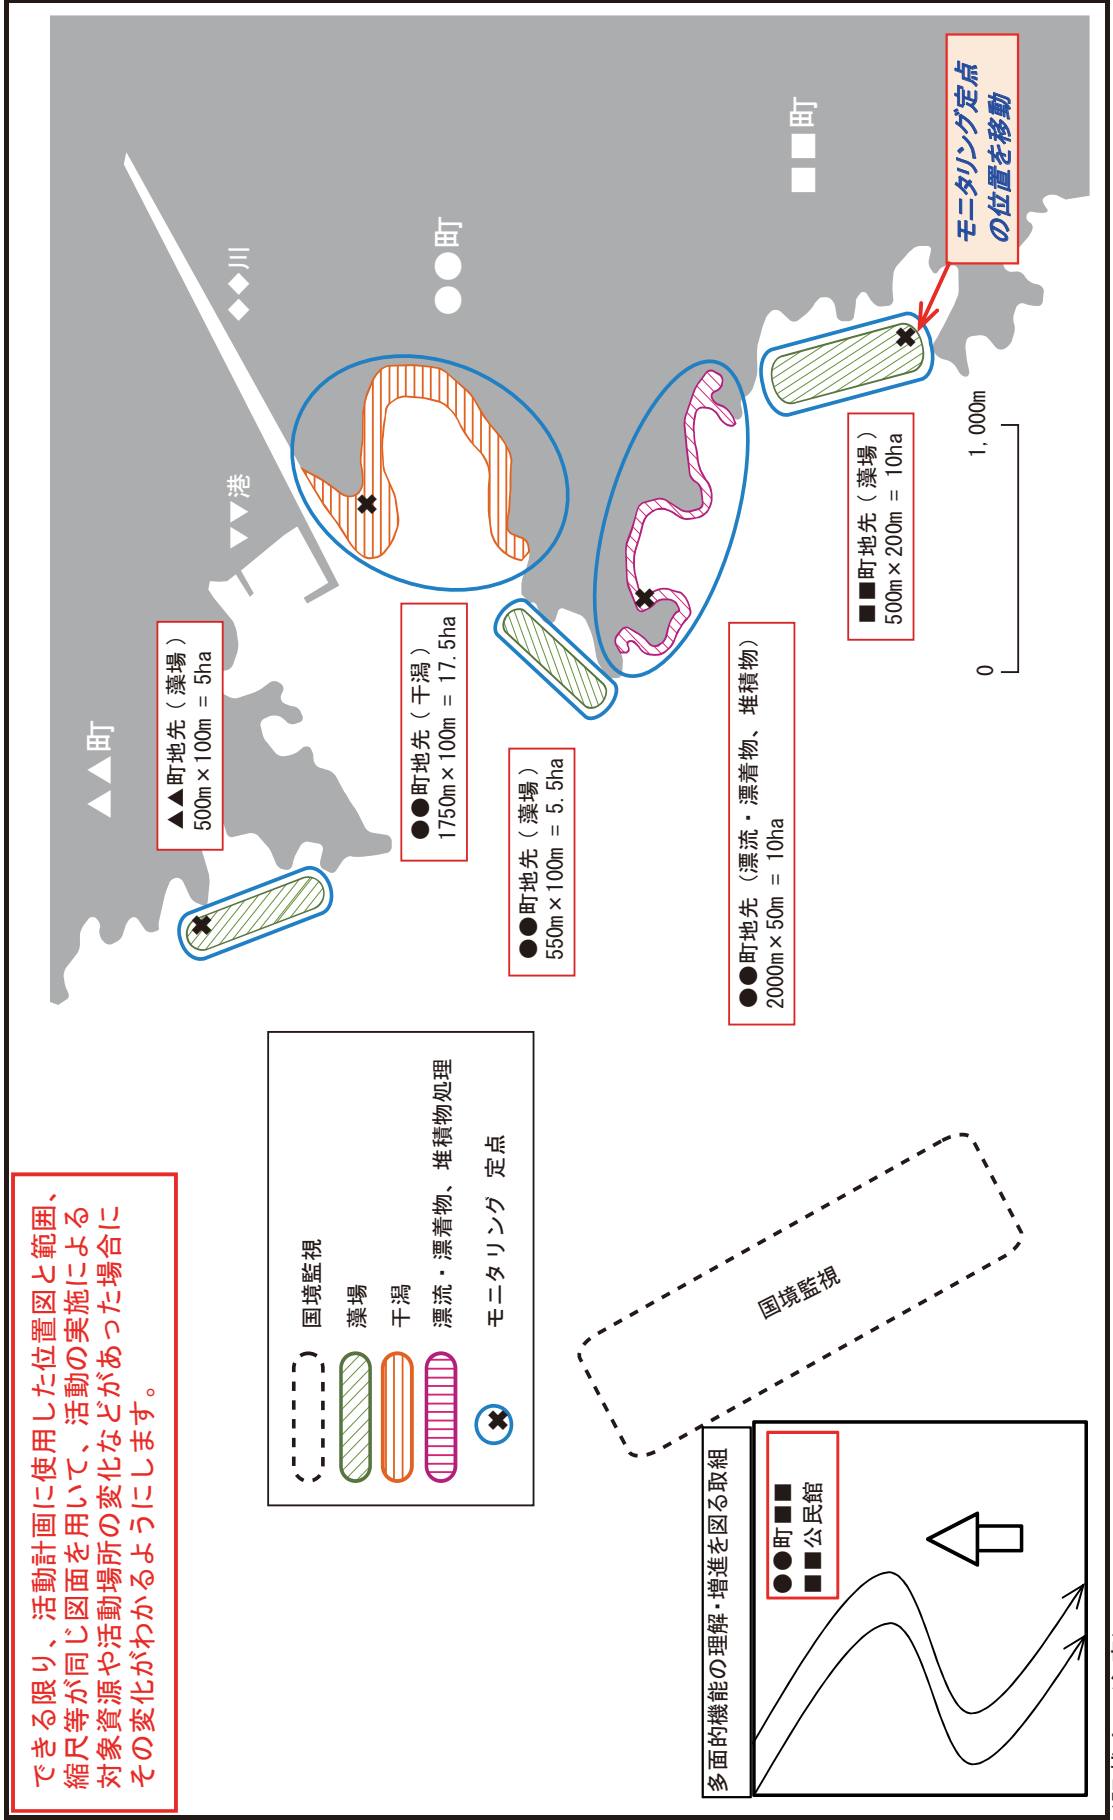 できる限り、活動計画に使用した位置図と範囲、
縮尺等が同じ図面を用いて、活動の実施による
対象資源や活動場所の変化などがあった場合に
その変化がわかるようにします。
▲▲町
▲▲町地先（藻場）
500m×100m = 5ha
▼▼港
◆◆川
●●町
●●町地先（干潟）
1750m×100m = 17.5ha
●●町地先（藻場）
550m×100m = 5.5ha
●●町地先（漂流・漂着物、堆積物）
2000m×50m = 10ha
■■町
■■町地先（藻場）
500m×200m = 10ha
モニタリング定点
の位置を移動
0
1,000m
国境監視
藻場
干潟
漂流・漂着物、堆積物処理
モニタリング 定点
国境監視
多面的機能の理解・増進を図る取組
●●町■■
■■公民館